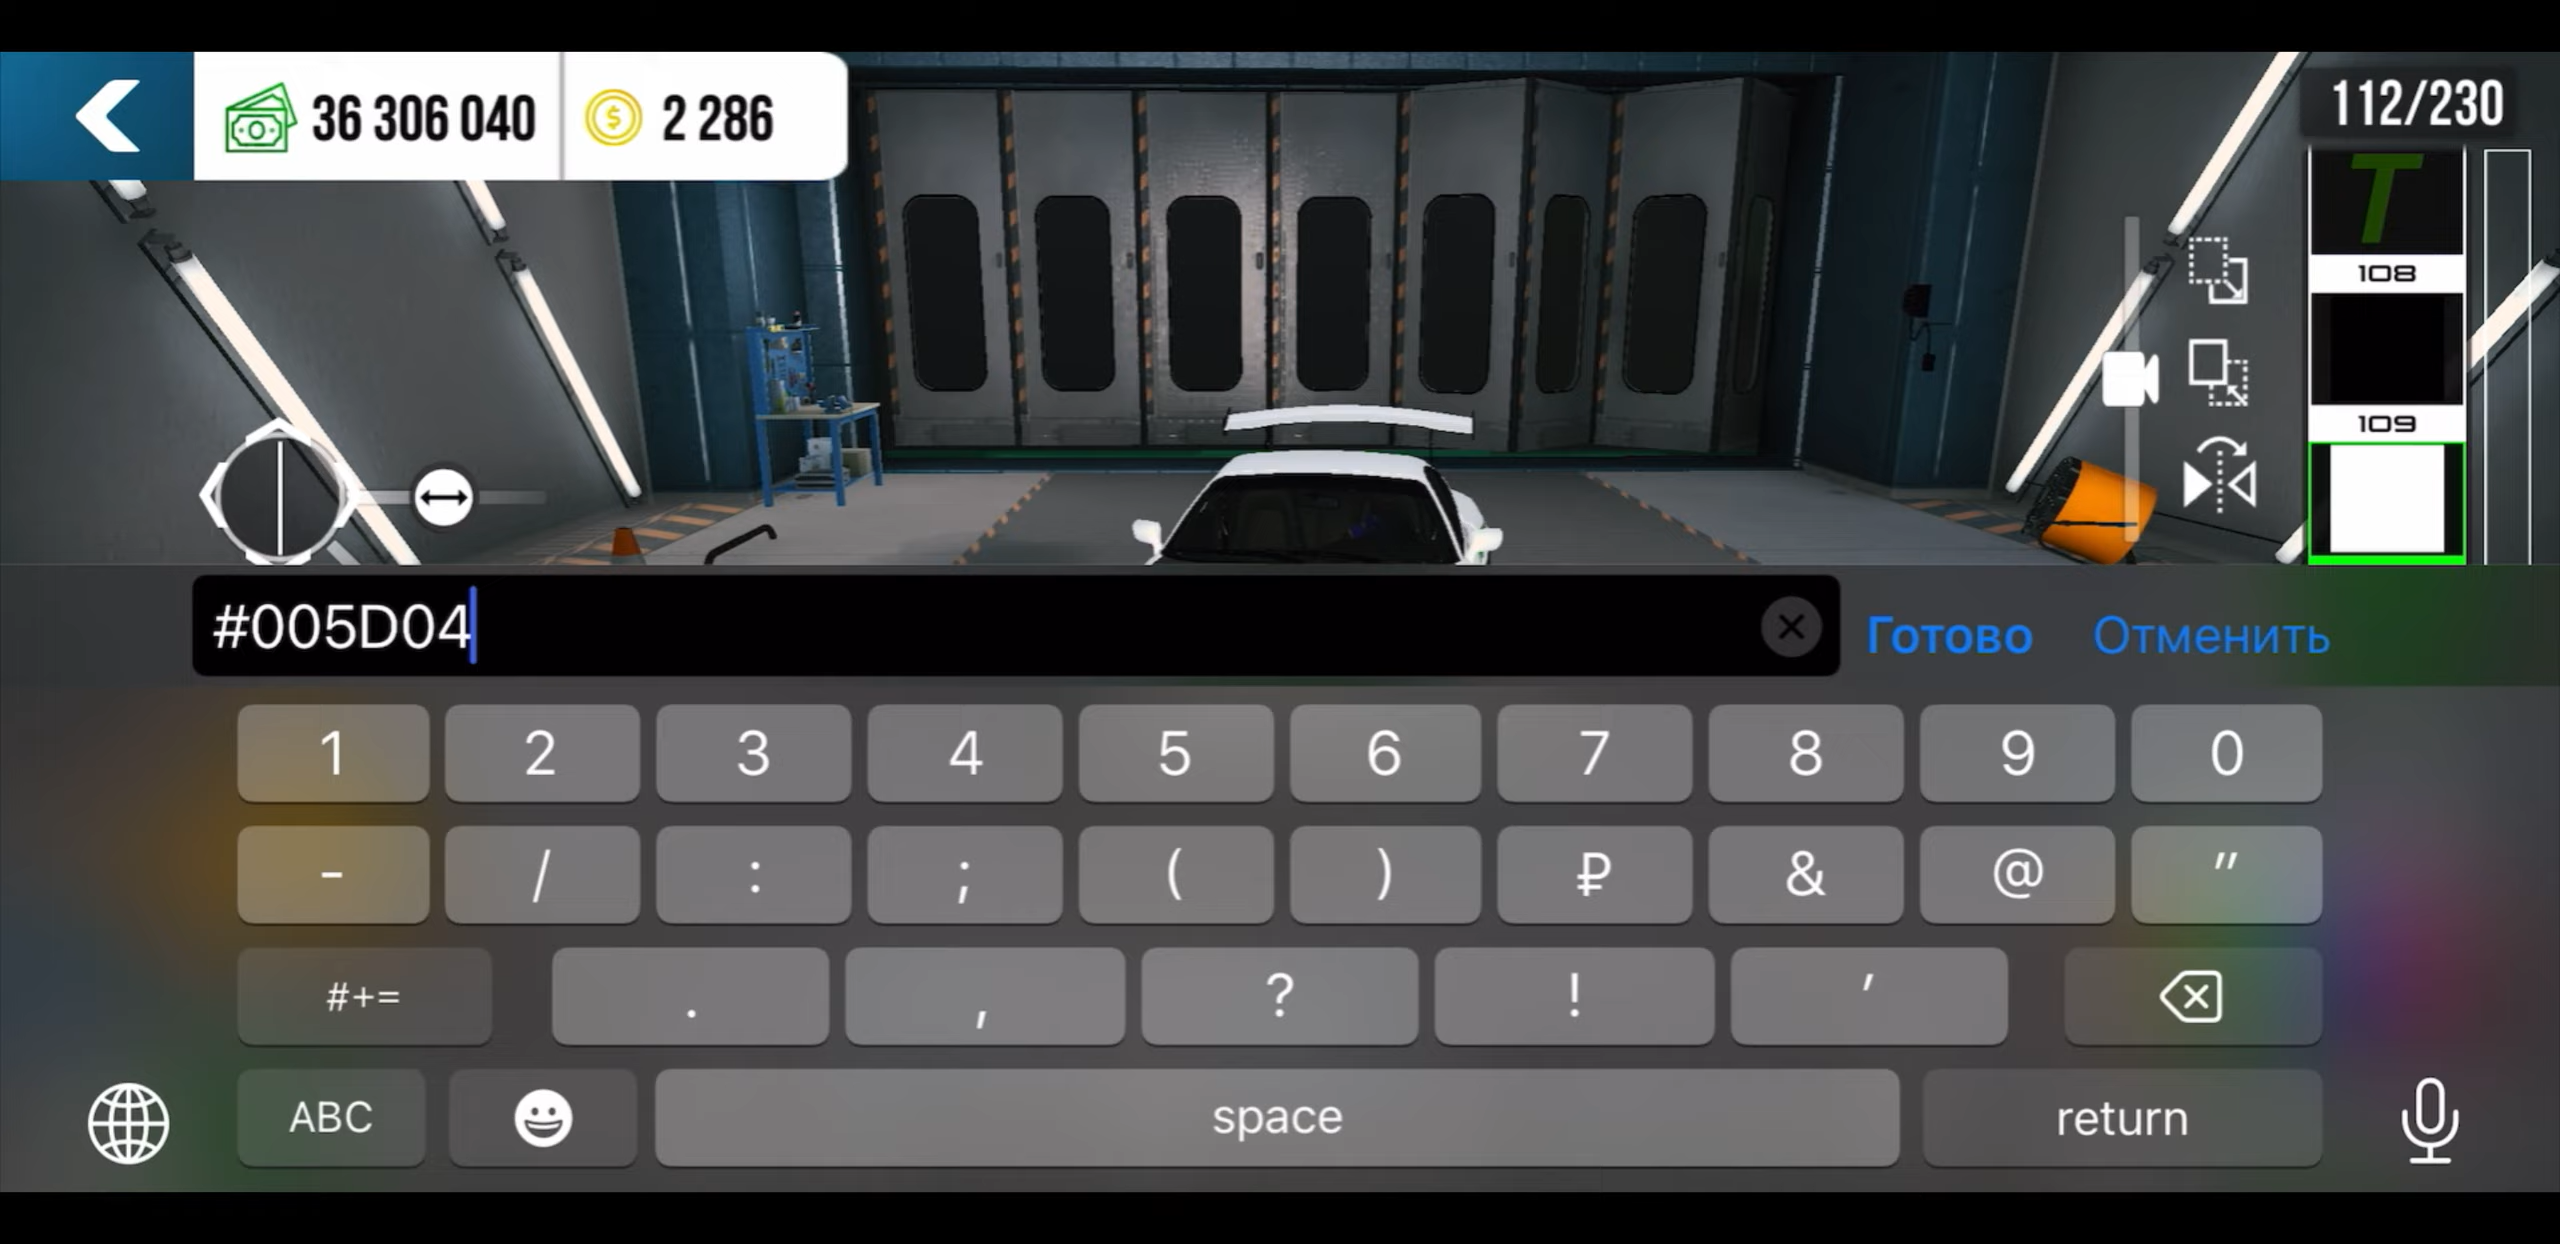 36 306 040 2 286
112/230
T
108
109
#005D04 Готово Отменить
1 2 3 4 5 6 7 8 9 0
- / : ; ( ) ₽ & @ "
#+= . , ? ! '
ABC space return